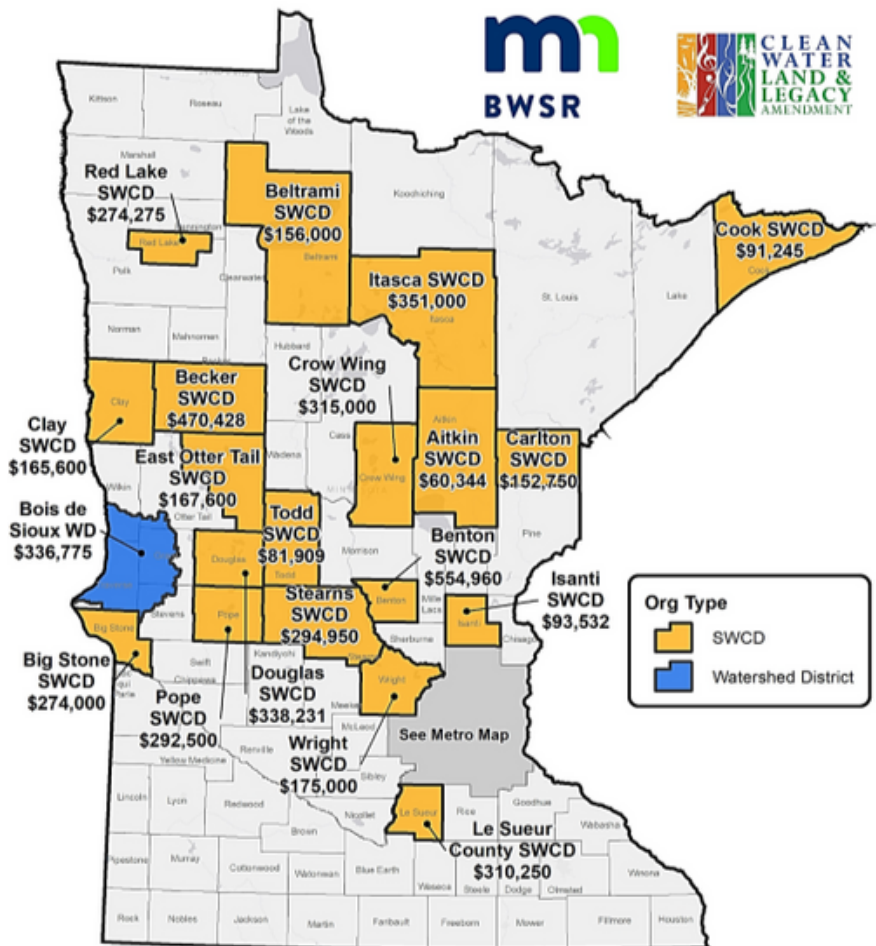 BWSR
CLEAN
WATER
LAND &
LEGACY
AMENDMENT
Kittson
Roseau
Lake
of the
Woods
Marshall
Koochiching
Red Lake
SWCD
$274,275
Pennington
Red Lake
Polk
Beltrami
SWCD
$156,000
Beltrami
Clearwater
Cook SWCD
$91,245
Cook
Itasca SWCD
$351,000
Itasca
St. Louis
Lake
Norman
Mahnomen
Hubbard
Becker
SWCD
$470,428
Clay
Clay
SWCD
$165,600
Crow Wing
SWCD
$315,000
Cass
Crow Wing
Aitkin
Aitkin
SWCD
$60,344
Carlton
SWCD
$152,750
East Otter Tail
SWCD
$167,600
Wadena
Wilkin
Otter Tail
Bois de
Sioux WD
$336,775
Todd
SWCD
$81,909
Todd
Morrison
Pine
Douglas
Benton
SWCD
$554,960
Benton
Mille
Lacs
Isanti
SWCD
$93,532
Isanti
Chisago
Stevens
Pope
Stearns
SWCD
$294,950
Sherburne
Big Stone
Big Stone
SWCD
$274,000
Swift
Chippewa
Kandiyohi
Pope
SWCD
$292,500
Douglas
SWCD
$338,231
Wright
Wright
SWCD
$175,000
McLeod
See Metro Map
Org Type
SWCD
Watershed District
Yellow Medicine
Renville
Sibley
Lincoln
Lyon
Redwood
Nicollet
Brown
Le Sueur
Rice
Goodhue
Wabasha
Le Sueur
County SWCD
$310,250
Pipestone
Murray
Cottonwood
Watonwan
Blue Earth
Waseca
Steele
Dodge
Olmsted
Winona
Rock
Nobles
Jackson
Martin
Faribault
Freeborn
Mower
Fillmore
Houston